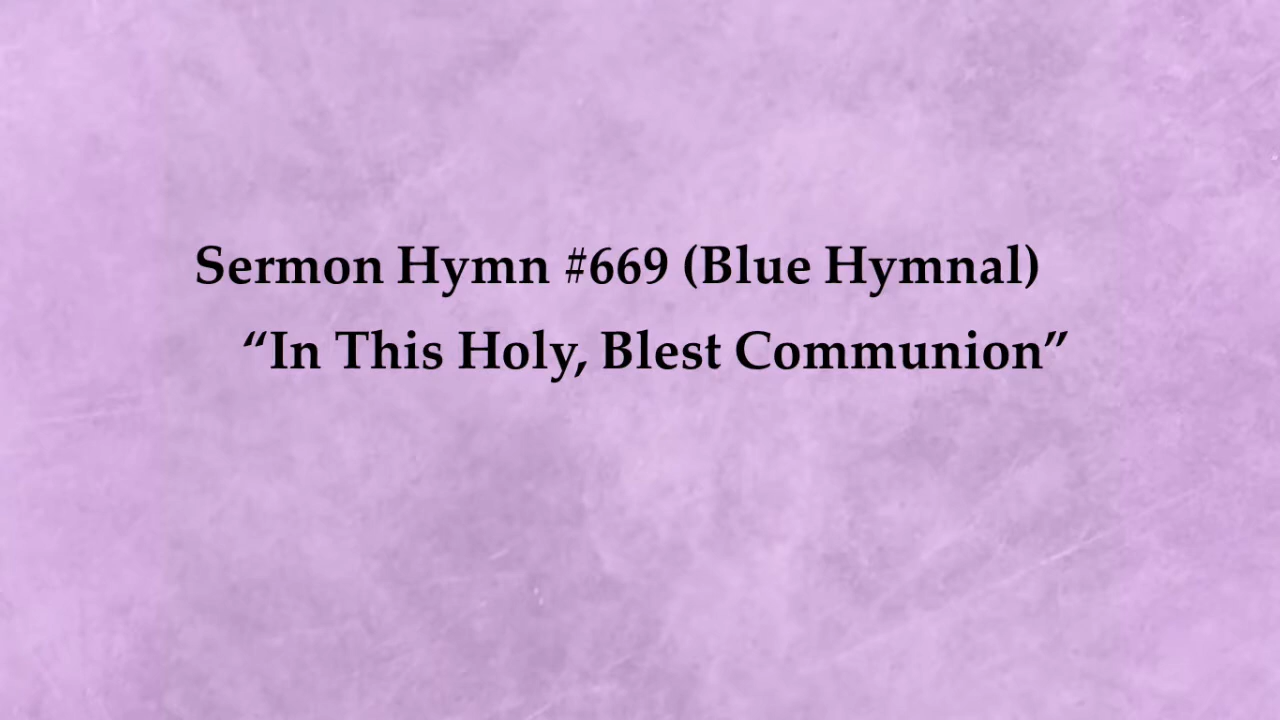 Sermon Hymn #669 (Blue Hymnal)
“In This Holy, Blest Communion”